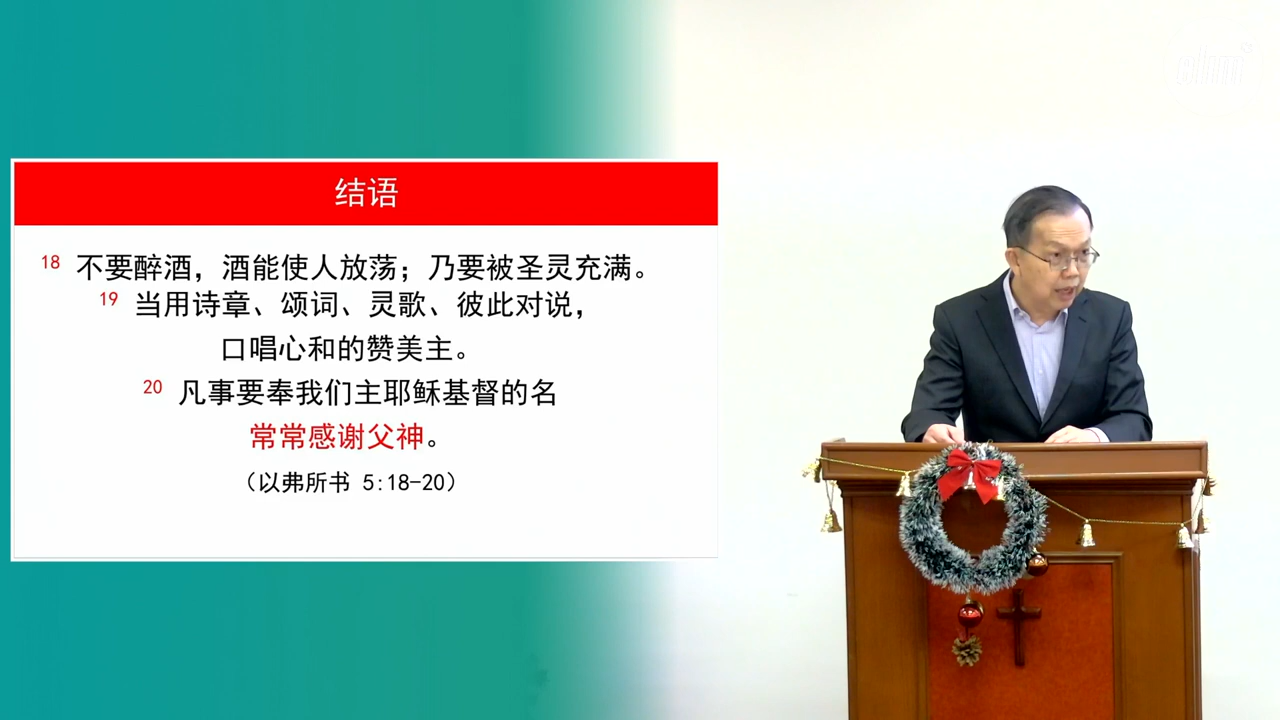 结语
18 不要醉酒，酒能使人放荡；乃要被圣灵充满。
19 当用诗章、颂词、灵歌、彼此对说，
口唱心和的赞美主。
20 凡事要奉我们主耶稣基督的名
常常感谢父神。
（以弗所书 5:18-20）